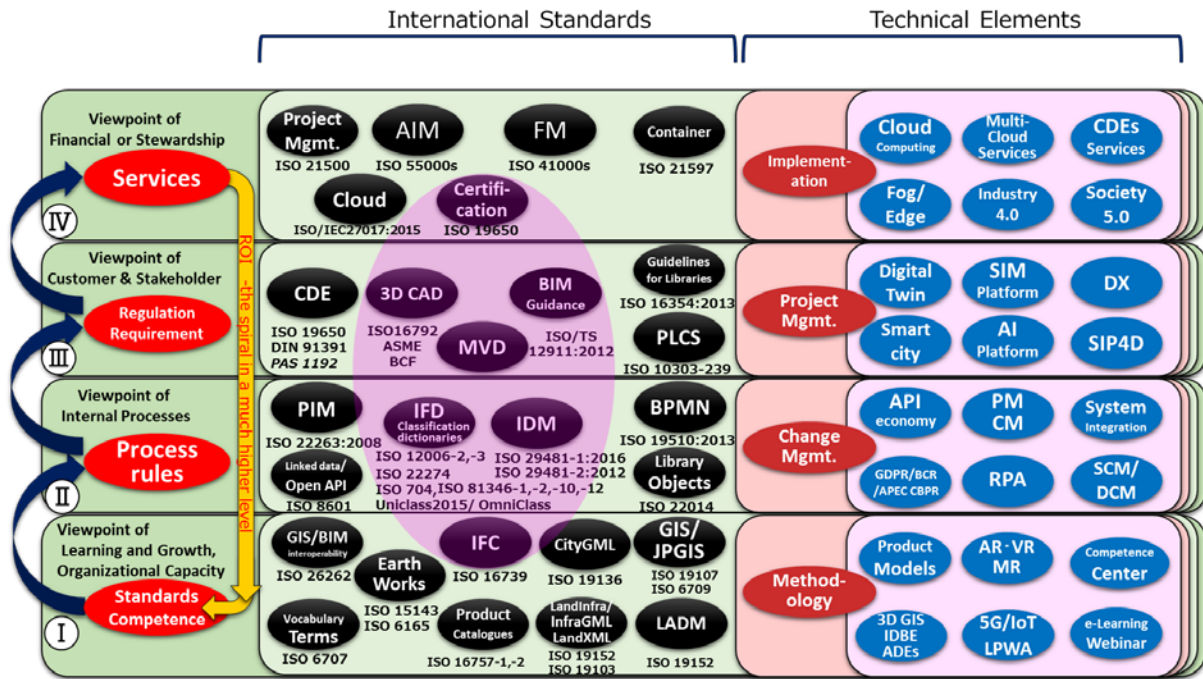 International Standards
Technical Elements
Viewpoint of
Financial or Stewardship
Services
Ⅳ
Project
Mgmt.
ISO 21500
AIM
ISO 55000s
FM
ISO 41000s
Container
ISO 21597
Cloud
ISO/IEC27017:2015
Certifi-
cation
ISO 19650
Implement-
ation
Cloud
Computing
Multi-
Cloud
Services
CDEs
Services
Fog/
Edge
Industry
4.0
Society
5.0
ROI -the spiral in a much higher level
Viewpoint of
Customer & Stakeholder
Regulation
Requirement
Ⅲ
CDE
ISO 19650
DIN 91391
PAS 1192
3D CAD
ISO16792
ASME
BCF
MVD
BIM
Guidance
ISO/TS
12911:2012
Guidelines
for Libraries
ISO 16354:2013
PLCS
ISO 10303-239
Project
Mgmt.
Digital
Twin
SIM
Platform
DX
Smart
city
AI
Platform
SIP4D
Viewpoint of
Internal Processes
Process
rules
Ⅱ
PIM
ISO 22263:2008
Linked data/
Open API
ISO 8601
IFD
Classification
dictionaries
ISO 12006-2,-3
ISO 22274
ISO 704,
ISO 81346-1,-2,-10,-12
Uniclass2015/ OmniClass
IDM
ISO 29481-1:2016
ISO 29481-2:2012
BPMN
ISO 19510:2013
Library
Objects
ISO 22014
Change
Mgmt.
API
economy
PM
CM
System
Integration
GDPR/BCR
/APEC CBPR
RPA
SCM/
DCM
Viewpoint of
Learning and Growth,
Organizational Capacity
Standards
Competence
Ⅰ
GIS/BIM
interoperability
ISO 26262
Earth
Works
ISO 15143
ISO 6165
IFC
ISO 16739
CityGML
ISO 19136
GIS/
JPGIS
ISO 19107
ISO 6709
Vocabulary
Terms
ISO 6707
Product
Catalogues
ISO 16757-1,-2
LandInfra/
InfraGML
LandXML
ISO 19152
ISO 19103
LADM
ISO 19152
Method-
ology
Product
Models
AR·VR
MR
Competence
Center
3D GIS
IDBE
ADEs
5G/IoT
LPWA
e-Learning
Webinar